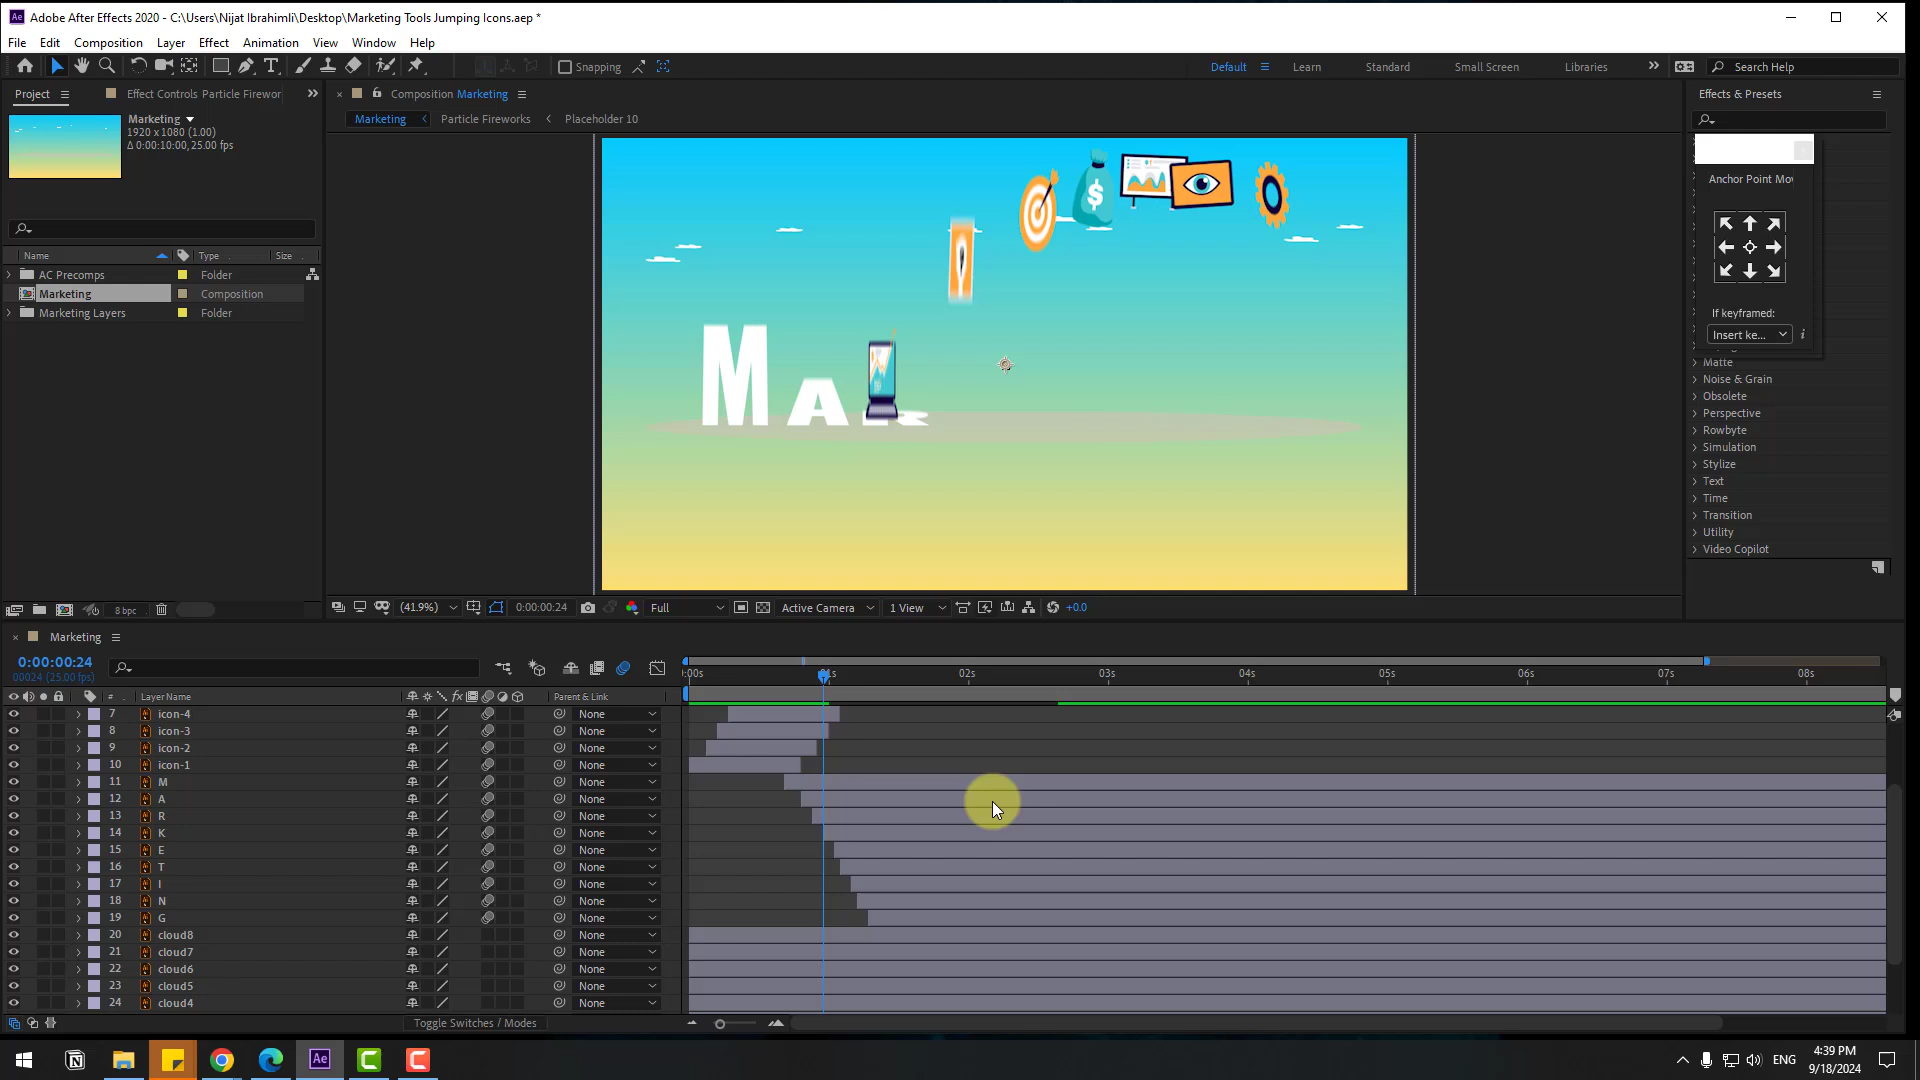 Adobe After Effects 2020 - C:\Users\Nijat Ibrahimli\Desktop\Marketing Tools Jumping Icons.aep *
File Edit Composition Layer Effect Animation View Window Help
Snapping
Default Learn Standard Small Screen Libraries
Search Help
Project
Effect Controls Particle Firewor
Composition Marketing
Effects & Presets
Marketing
1920 x 1080 (1.00)
Δ 0:00:10:00, 25.00 fps
Marketing Particle Fireworks Placeholder 10
Name Type Size
AC Precomps Folder
Marketing Composition
Marketing Layers Folder
$
M A R
Anchor Point Mov
If keyframed:
Insert ke...
i
Matte
Noise & Grain
Obsolete
Perspective
Rowbyte
Simulation
Stylize
Text
Time
Transition
Utility
Video Copilot
8 bpc
(41.9%) 0:00:00:24 Full Active Camera 1 View +0.0
Marketing
0:00:00:24
00024 (25.00 fps)
:00s 01s 02s 03s 04s 05s 06s 07s 08s
# Layer Name fx Parent & Link
7 icon-4 None
8 icon-3 None
9 icon-2 None
10 icon-1 None
11 M None
12 A None
13 R None
14 K None
15 E None
16 T None
17 I None
18 N None
19 G None
20 cloud8 None
21 cloud7 None
22 cloud6 None
23 cloud5 None
24 cloud4 None
Toggle Switches / Modes
Ae
ENG
4:39 PM
9/18/2024